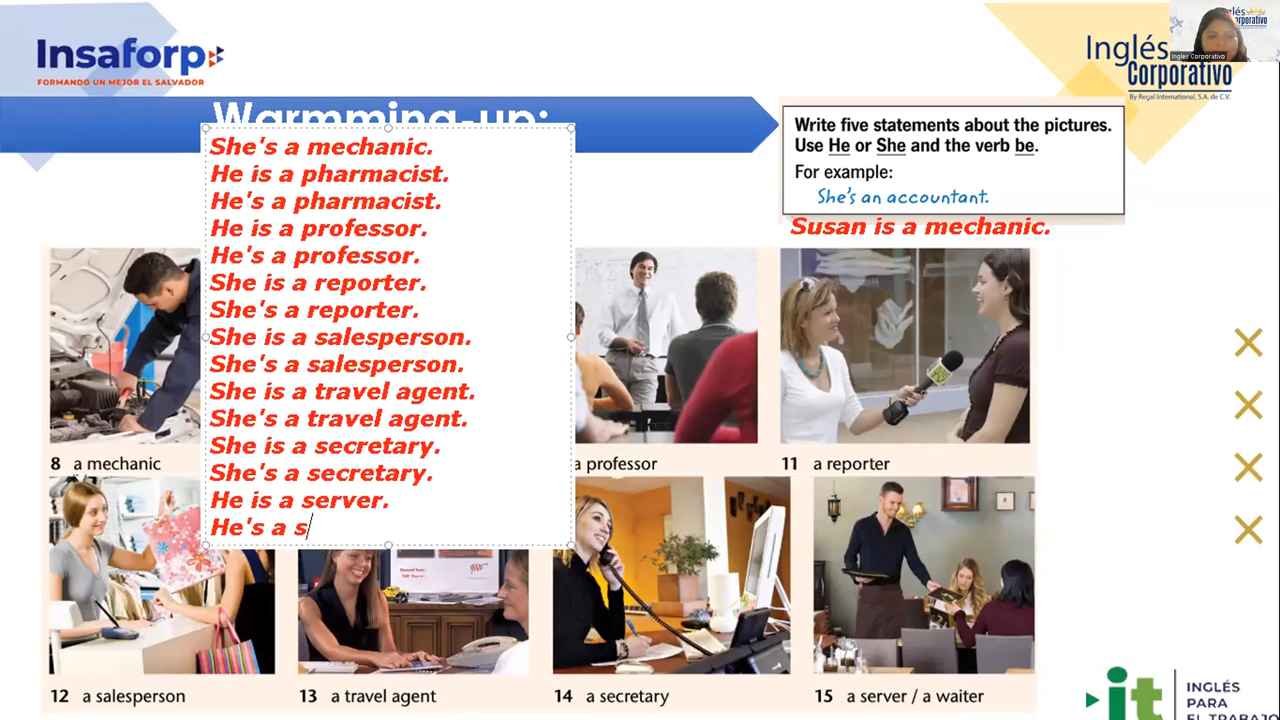 Insaforp
FORMANDO UN MEJOR EL SALVADOR
Inglés
Corporativo
By Regal International, S.A. de C.V.
Ingles Corporativo
Warmming-up:
Write five statements about the pictures.
Use He or She and the verb be.
For example:
She's an accountant.
Susan is a mechanic.
She's a mechanic.
He is a pharmacist.
He's a pharmacist.
He is a professor.
He's a professor.
She is a reporter.
She's a reporter.
She is a salesperson.
She's a salesperson.
She is a travel agent.
She's a travel agent.
She is a secretary.
She's a secretary.
He is a server.
He's a s
8 a mechanic
a professor
11 a reporter
12 a salesperson
13 a travel agent
14 a secretary
15 a server / a waiter
it
INGLÉS
PARA
EL TRABAJO